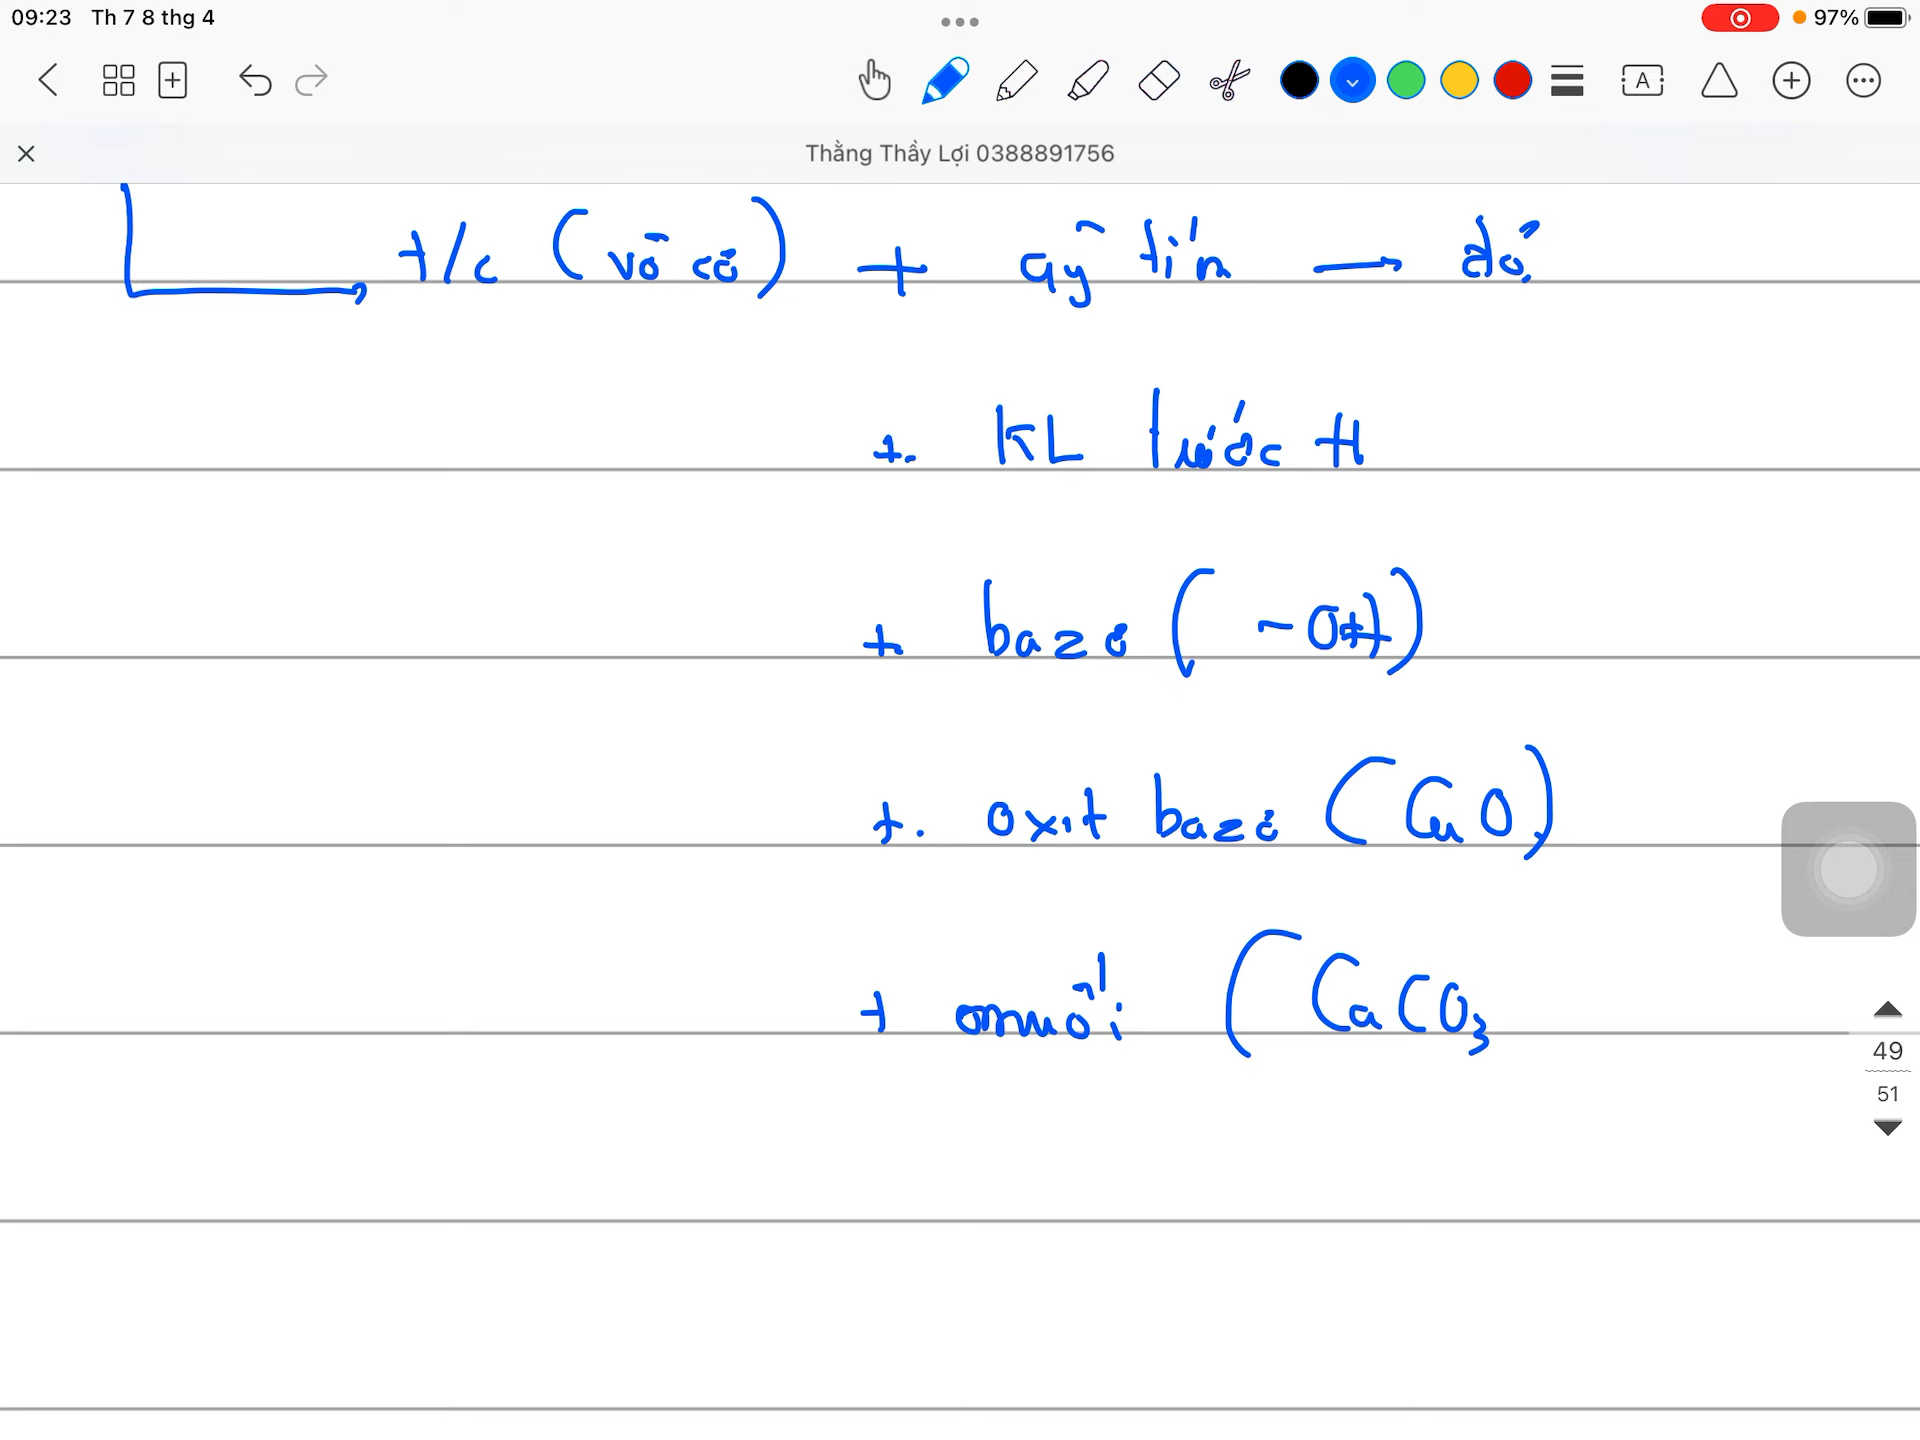 09:23 Th 7 8 thg 4 97%
A
Thằng Thầy Lợi 0388891756
t/c (vô cơ) + quỳ tím → đỏ
+ KL trước H
+ bazơ (-OH)
+ oxit bazơ (CuO)
+ muối (CaCO3
49
51